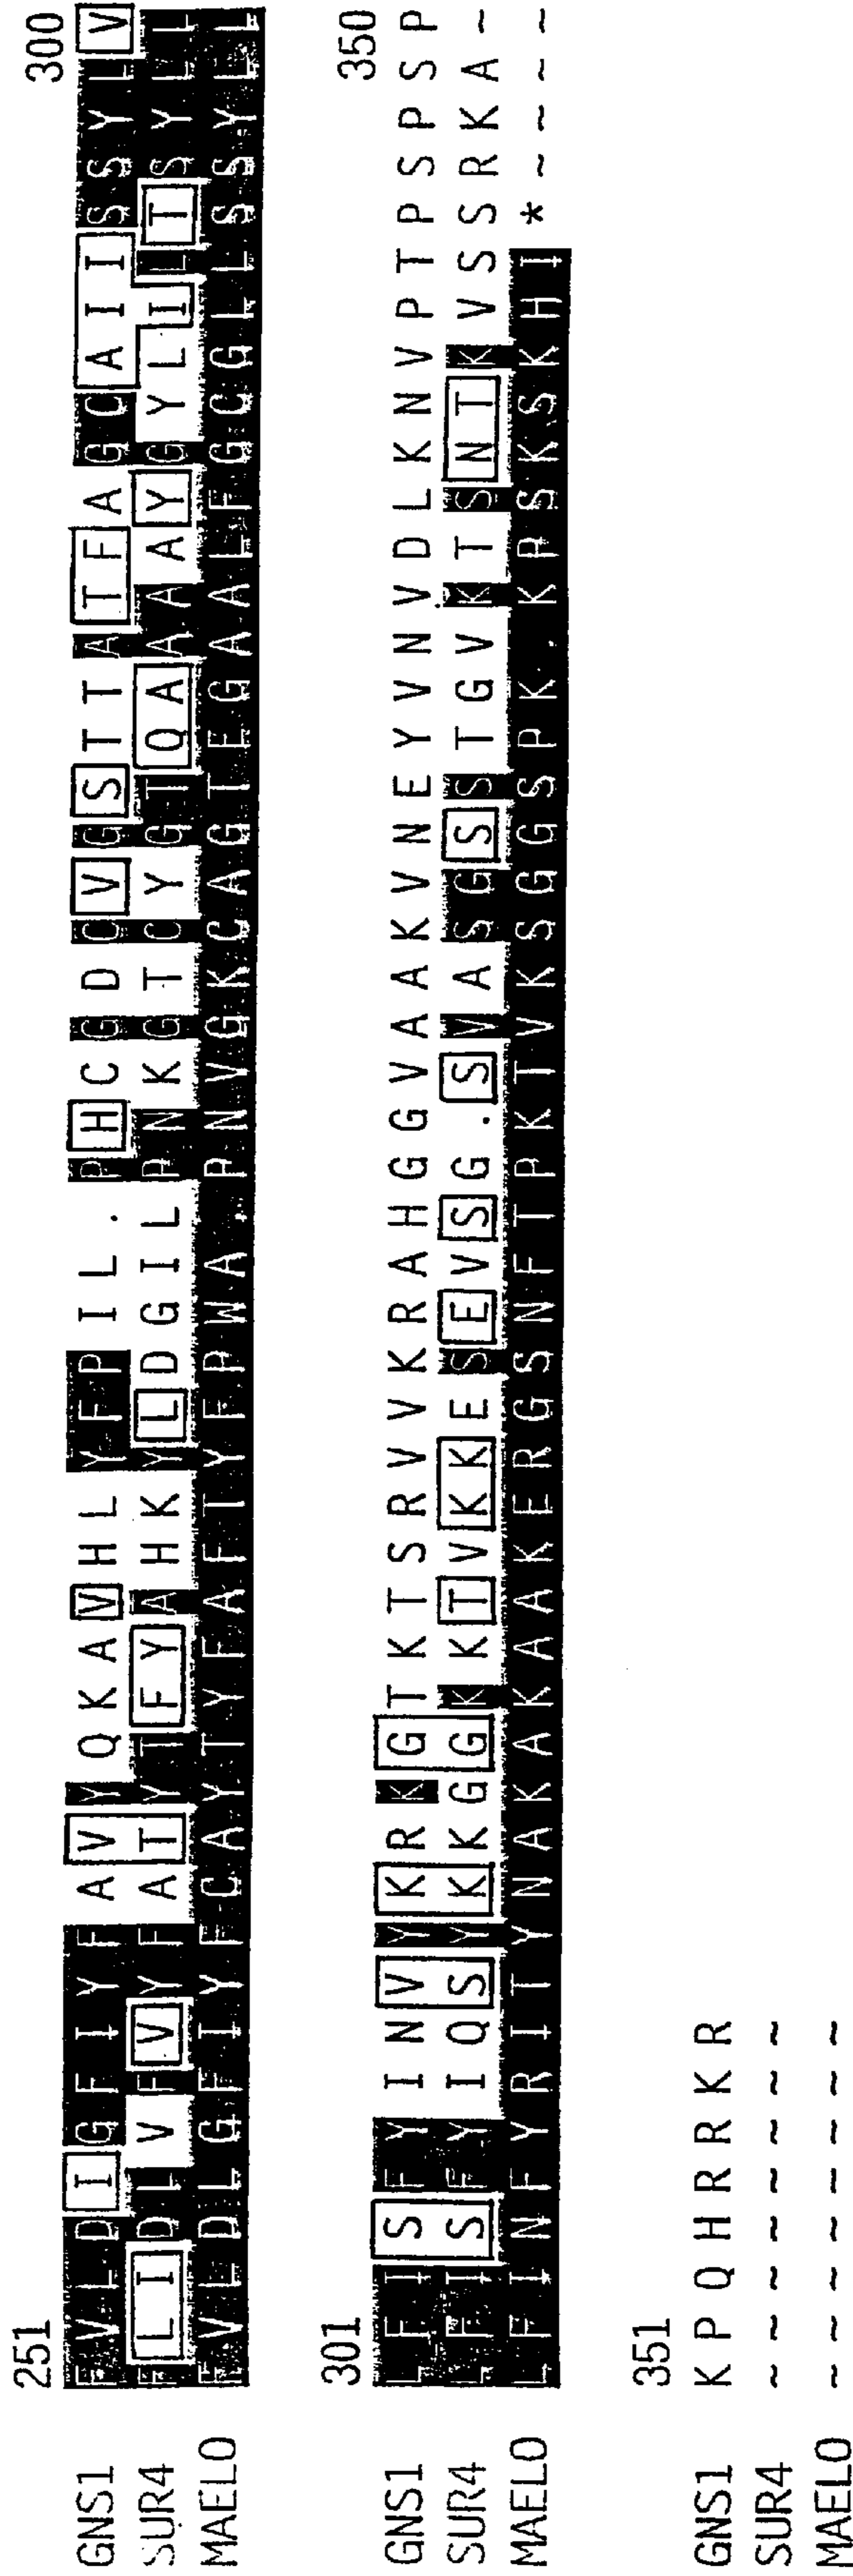 251 300
GNS1 F V L D I G F I Y F A V Y Q K A V H L Y F P I L . P H C G D C V G S T T A T F A G C A I I S S Y L V
SUR4 F L I D L V F V Y F A T Y T F Y A H K Y L D G I L P N K G T C Y G T Q A A A A Y G Y L I L T S Y L L
MAELO F V L D L G F I Y F C A Y T Y F A F T Y F P W A . P N V G K C A G T E G A A L F G C G L L S S Y L L
301 350
GNS1 L F I S F Y I N V Y K R K G T K T S R V V K R A H G G V A A K V N E Y V N V D L K N V P T P S P S P
SUR4 L F I S F Y I Q S Y K K G G K K T V K K E S E V S G . S V A S G S S T G V K T S N T K V S S R K A ~
MAELO L F I N F Y R I T Y N A K A K A A K E R G S N F T P K T V K S G G S P K . K P S K S K H I * ~ ~ ~ ~
351
GNS1 K P Q H R R K R
SUR4 ~ ~ ~ ~ ~ ~ ~ ~
MAELO ~ ~ ~ ~ ~ ~ ~ ~